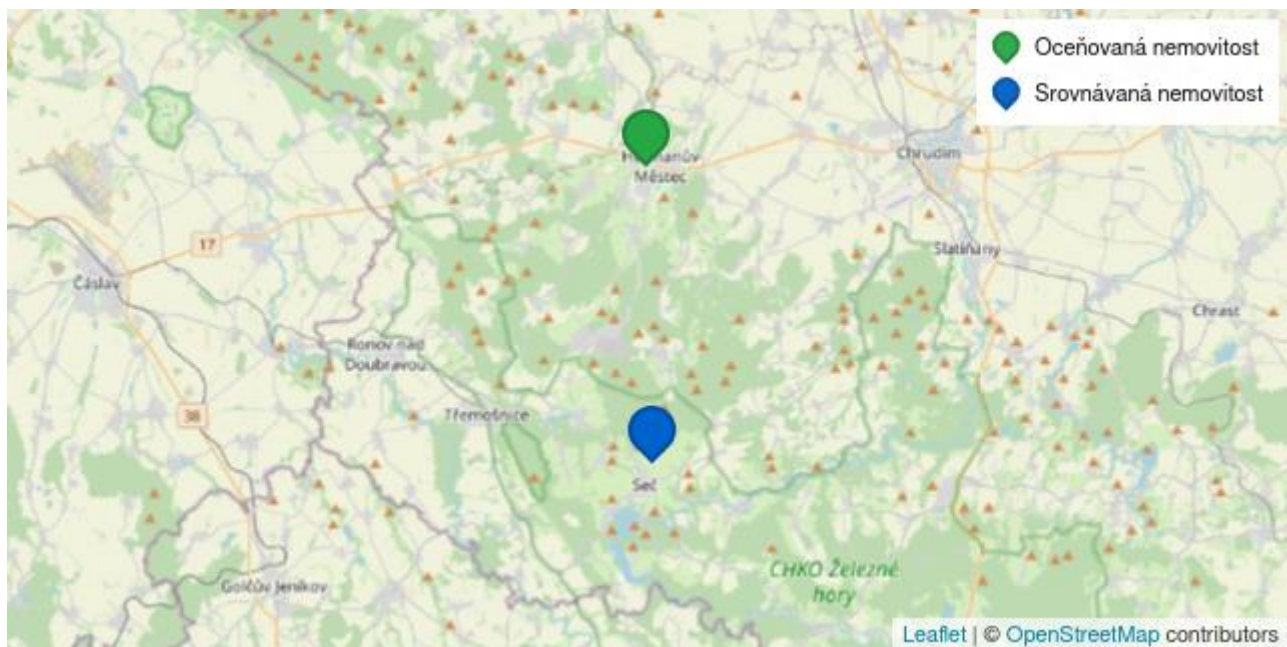 Oceňovaná nemovitost
Srovnávaná nemovitost
Chrudim
Městec
Slatiňany
17
Čáslav
Chrast
Ronov nad
Doubravou
38
Třemošnice
Seč
CHKO Železné
hory
Golčův Jeníkov
Leaflet | © OpenStreetMap contributors